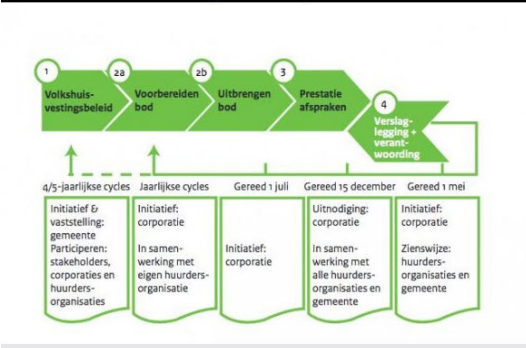 1
2a
2b
3
4
Volkshuis-
vestingsbeleid
Voorbereiden
bod
Uitbrengen
bod
Prestatie
afspraken
Verslag-
legging +
verant-
woording
4/5-jaarlijkse cycles
Jaarlijkse cycles
Gereed 1 juli
Gereed 15 december
Gereed 1 mei
Initiatief &
vaststelling:
gemeente
Participeren:
stakeholders,
corporaties en
huurders-
organisaties
Initiatief:
corporatie
In samen-
werking met
eigen huurders-
organisatie
Initiatief:
corporatie
Uitnodiging:
corporatie
In samen-
werking met
alle huurders-
organisaties en
gemeente
Initiatief:
corporatie
Zienswijze:
huurders-
organisaties en
gemeente